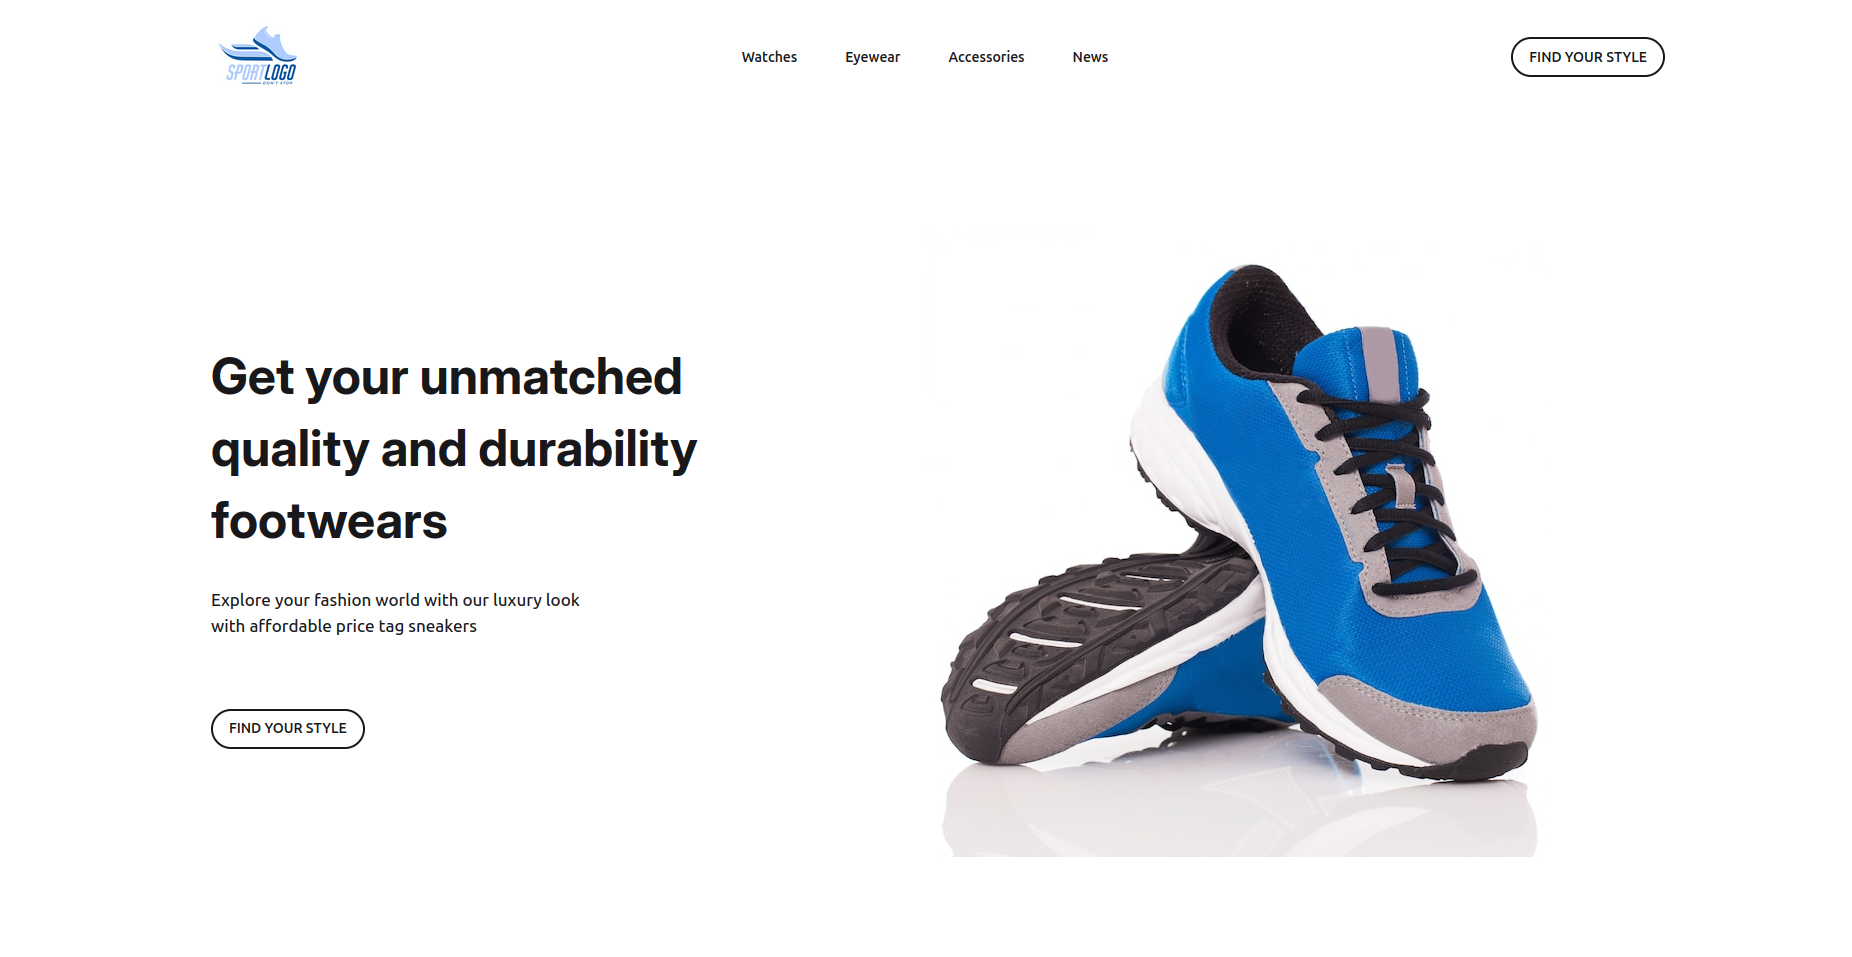 SPORTLOGO
DON'T STOP
Watches
Eyewear
Accessories
News
FIND YOUR STYLE
Get your unmatched
quality and durability
footwears
Explore your fashion world with our luxury look
with affordable price tag sneakers
FIND YOUR STYLE